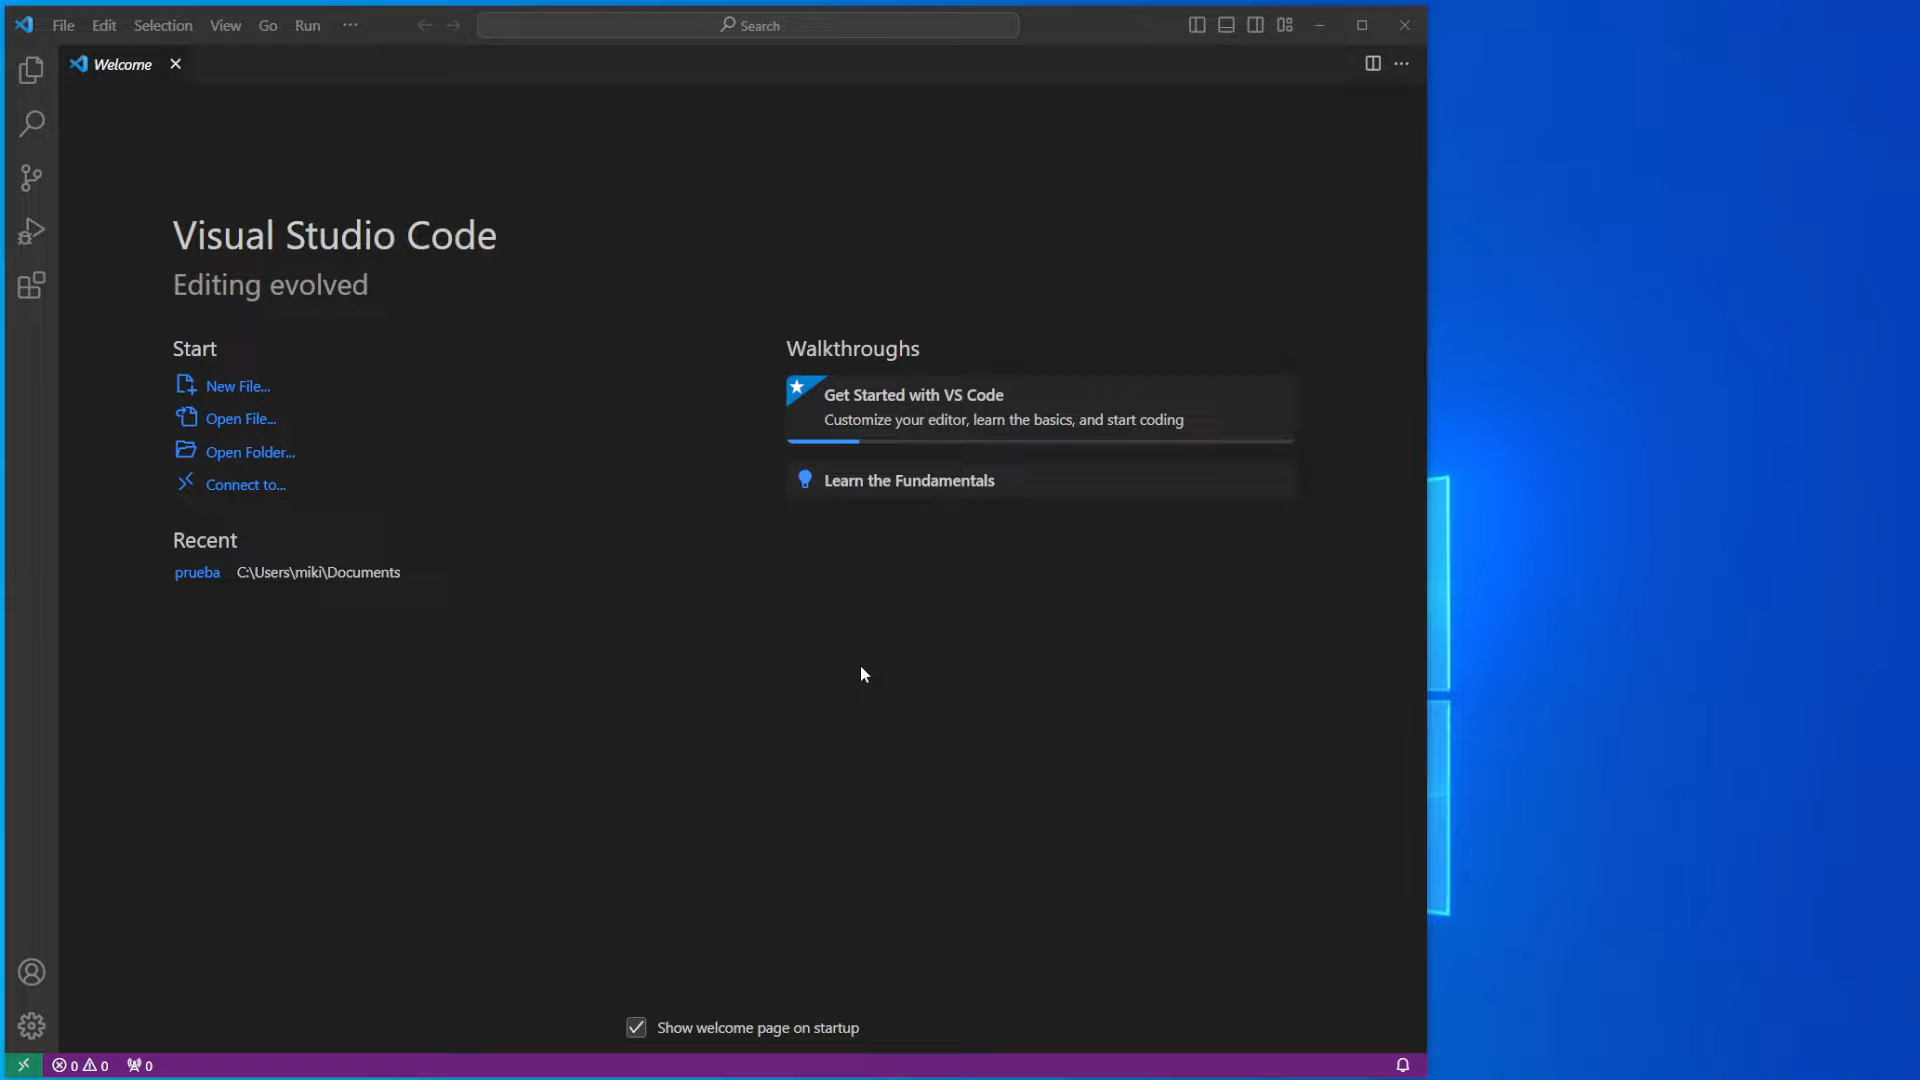 File Edit Selection View Go Run ···
Search
Welcome
Visual Studio Code
Editing evolved
Start
New File...
Open File...
Open Folder...
Connect to...
Recent
prueba C:\Users\miki\Documents
Walkthroughs
Get Started with VS Code
Customize your editor, learn the basics, and start coding
Learn the Fundamentals
Show welcome page on startup
0 0 0